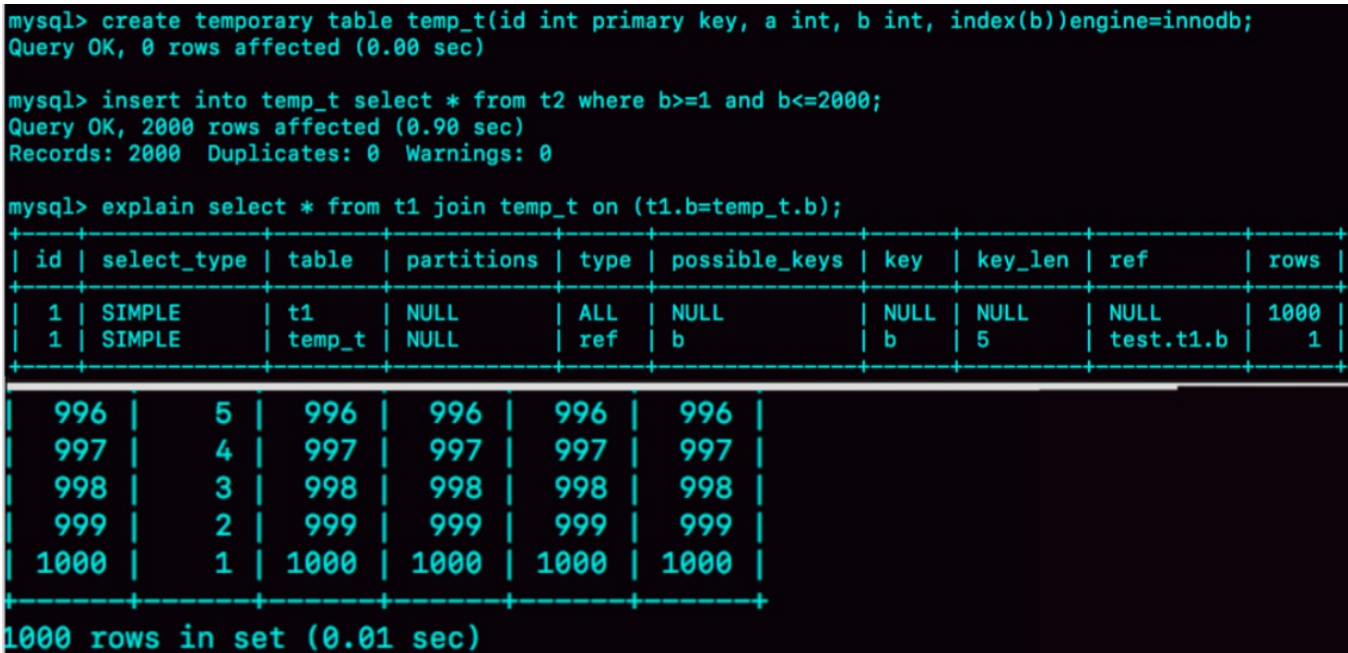 mysql> create temporary table temp_t(id int primary key, a int, b int, index(b))engine=innodb;
Query OK, 0 rows affected (0.00 sec)
mysql> insert into temp_t select * from t2 where b>=1 and b<=2000;
Query OK, 2000 rows affected (0.90 sec)
Records: 2000  Duplicates: 0  Warnings: 0
mysql> explain select * from t1 join temp_t on (t1.b=temp_t.b);
+----+-------------+--------+------------+------+---------------+------+---------+-----------+------+
| id | select_type | table  | partitions | type | possible_keys | key  | key_len | ref       | rows |
+----+-------------+--------+------------+------+---------------+------+---------+-----------+------+
|  1 | SIMPLE      | t1     | NULL       | ALL  | NULL          | NULL | NULL    | NULL      | 1000 |
|  1 | SIMPLE      | temp_t | NULL       | ref  | b             | b    | 5       | test.t1.b |    1 |
+----+-------------+--------+------------+------+---------------+------+---------+-----------+------+
|  996 |    5 |  996 |  996 |  996 |  996 |
|  997 |    4 |  997 |  997 |  997 |  997 |
|  998 |    3 |  998 |  998 |  998 |  998 |
|  999 |    2 |  999 |  999 |  999 |  999 |
| 1000 |    1 | 1000 | 1000 | 1000 | 1000 |
+------+------+------+------+------+------+
1000 rows in set (0.01 sec)